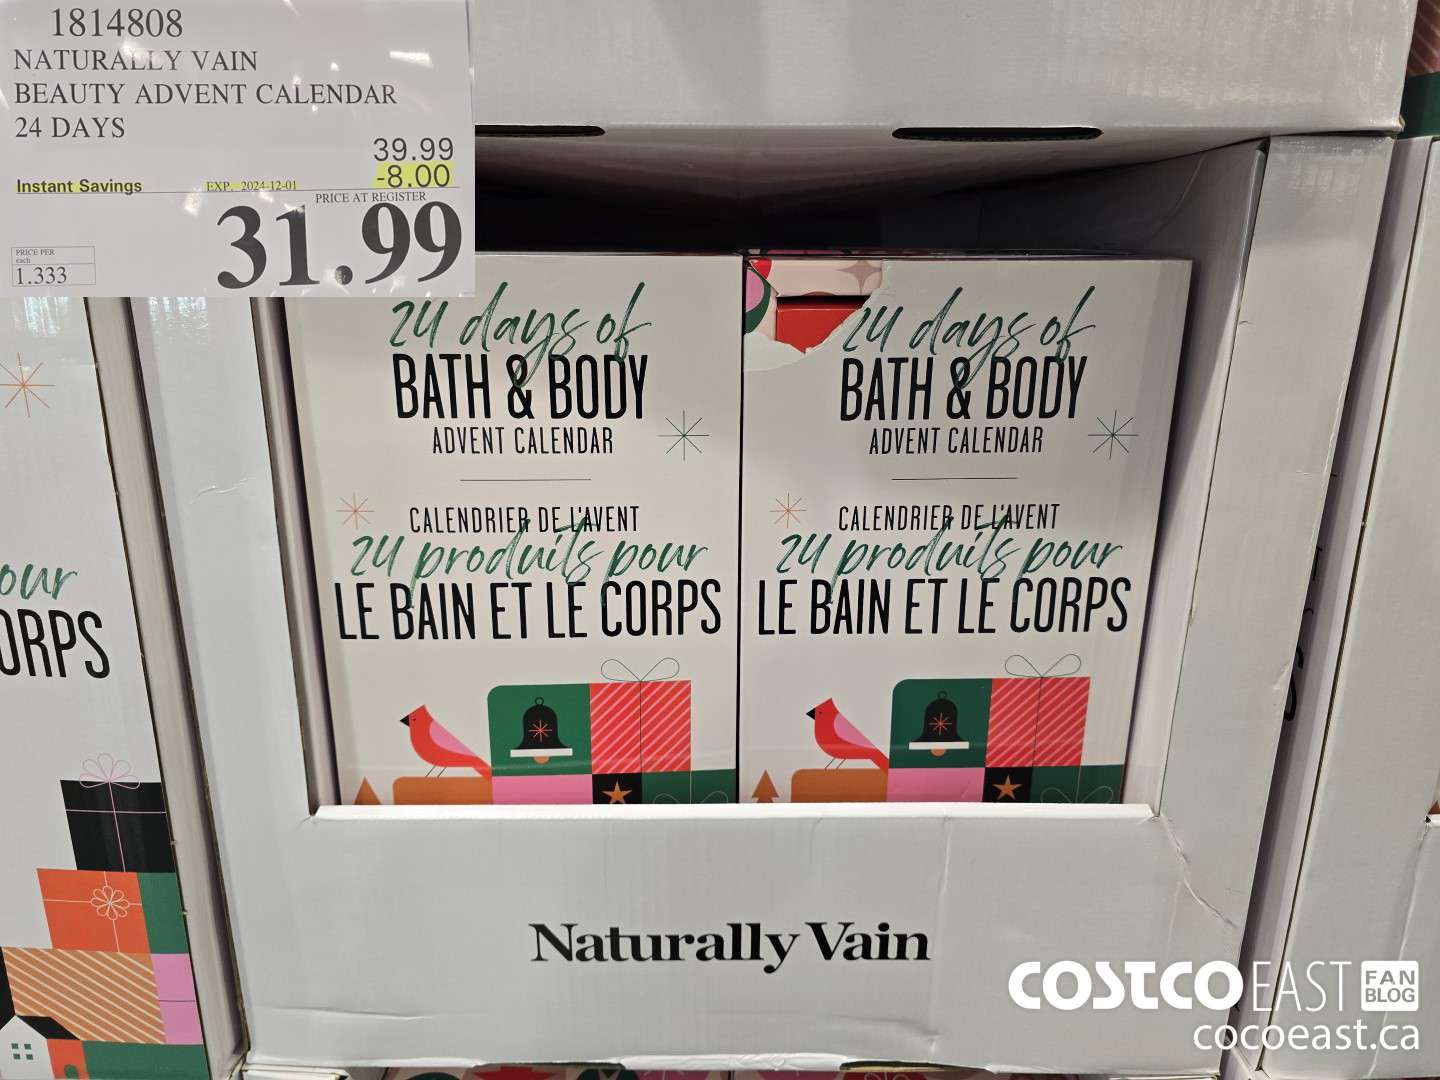 1814808
NATURALLY VAIN
BEAUTY ADVENT CALENDAR
24 DAYS
39.99
Instant Savings EXP. 2024-12-01 -8.00
PRICE AT REGISTER
31.99
PRICE PER
each
1.333
24 days of
BATH & BODY
ADVENT CALENDAR
CALENDRIER DE L'AVENT
24 produits pour
LE BAIN ET LE CORPS
24 days of
BATH & BODY
ADVENT CALENDAR
CALENDRIER DE L'AVENT
24 produits pour
LE BAIN ET LE CORPS
our
ORPS
Naturally Vain
COSTCO EAST FAN BLOG
cocoeast.ca